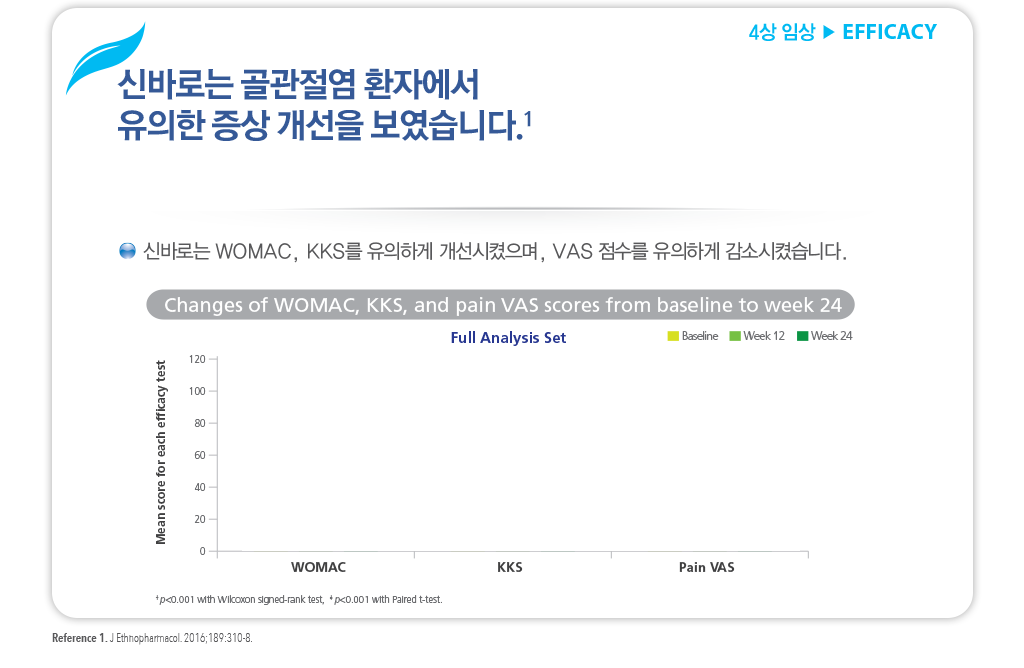 4상 임상 ▶ EFFICACY
신바로는 골관절염 환자에서
유의한 증상 개선을 보였습니다.1
신바로는 WOMAC, KKS를 유의하게 개선시켰으며, VAS 점수를 유의하게 감소시켰습니다.
Changes of WOMAC, KKS, and pain VAS scores from baseline to week 24
Full Analysis Set
Baseline Week 12 Week 24
Mean score for each efficacy test
120
100
80
60
40
20
0
WOMAC KKS Pain VAS
‡p<0.001 with Wilcoxon signed-rank test, ⁺p<0.001 with Paired t-test.
Reference 1. J Ethnopharmacol. 2016;189:310-8.